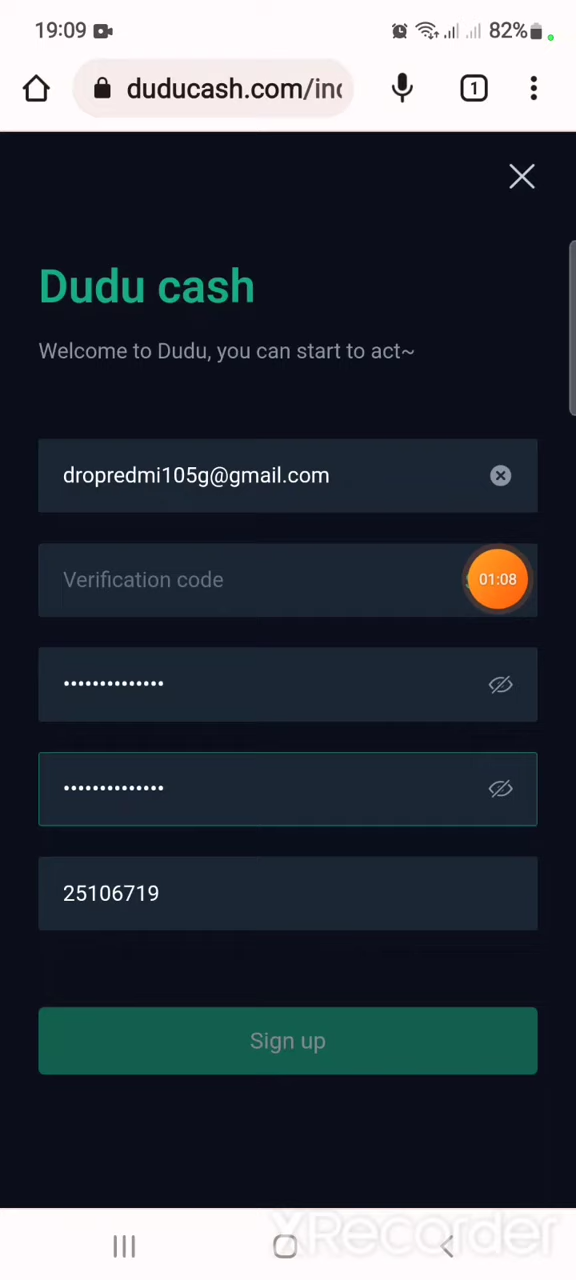 19:09
82%
duducash.com/inc
1
Dudu cash
Welcome to Dudu, you can start to act~
dropredmi105g@gmail.com
Verification code
01:08
••••••••••••••
••••••••••••••
25106719
Sign up
XRecorder